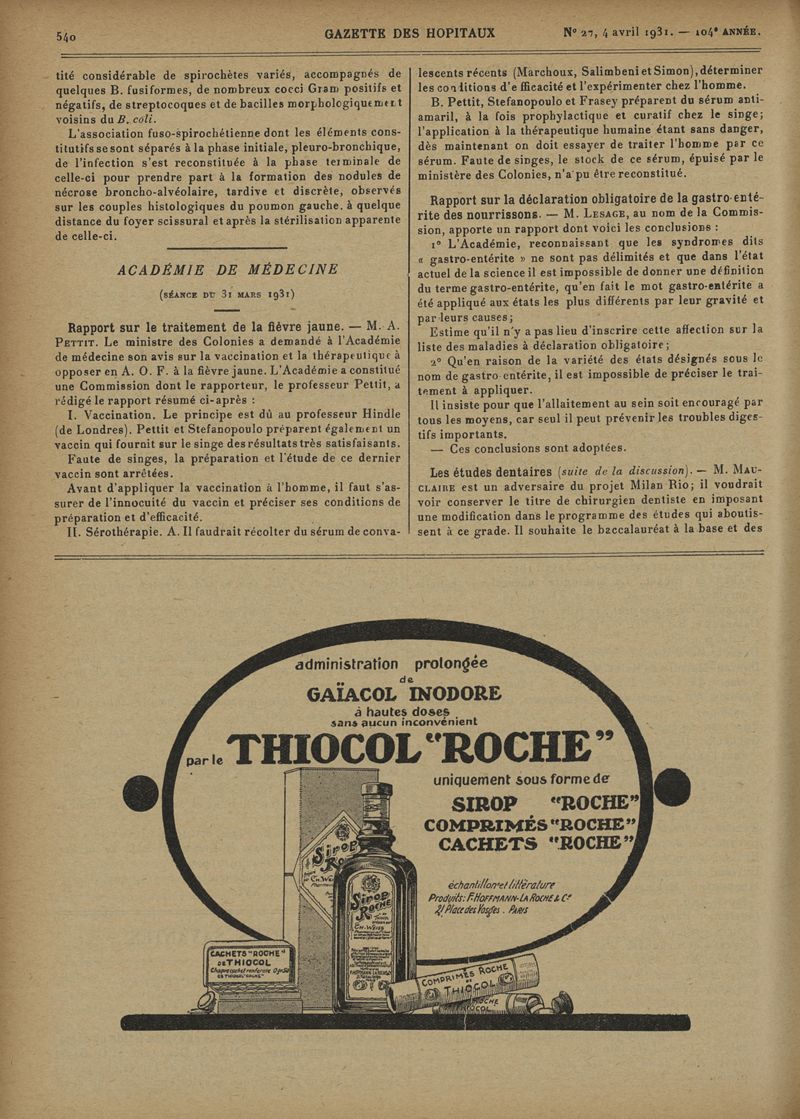 540
GAZETTE DES HOPITAUX
N° 27, 4 avril 1931. — 104e ANNÉE.
tité considérable de spirochètes variés, accompagnés de
quelques B. fusiformes, de nombreux cocci Gram positifs et
négatifs, de streptocoques et de bacilles morphologiquement
voisins du B. coli.
L'association fuso-spirochétienne dont les éléments cons-
titutifs se sont séparés à la phase initiale, pleuro-bronchique,
de l'infection s'est reconstituée à la phase terminale de
celle-ci pour prendre part à la formation des nodules de
nécrose broncho-alvéolaire, tardive et discrète, observés
sur les couples histologiques du poumon gauche, à quelque
distance du foyer scissural et après la stérilisation apparente
de celle-ci.
ACADÉMIE DE MÉDECINE
(SÉANCE DU 31 MARS 1931)
Rapport sur le traitement de la fièvre jaune. — M. A.
PETTIT. Le ministre des Colonies a demandé à l'Académie
de médecine son avis sur la vaccination et la thérapeutique à
opposer en A. O. F. à la fièvre jaune. L'Académie a constitué
une Commission dont le rapporteur, le professeur Pettit, a
rédigé le rapport résumé ci-après :
I. Vaccination. Le principe est dû au professeur Hindle
(de Londres). Pettit et Stefanopoulo préparent également un
vaccin qui fournit sur le singe des résultats très satisfaisants.
Faute de singes, la préparation et l'étude de ce dernier
vaccin sont arrêtées.
Avant d'appliquer la vaccination à l'homme, il faut s'as-
surer de l'innocuité du vaccin et préciser ses conditions de
préparation et d'efficacité.
II. Sérothérapie. A. Il faudrait récolter du sérum de conva-
lescents récents (Marchoux, Salimbeni et Simon), déterminer
les conditions d'efficacité et l'expérimenter chez l'homme.
B. Pettit, Stefanopoulo et Frasey préparent du sérum anti-
amaril, à la fois prophylactique et curatif chez le singe;
l'application à la thérapeutique humaine étant sans danger,
dès maintenant on doit essayer de traiter l'homme par ce
sérum. Faute de singes, le stock de ce sérum, épuisé par le
ministère des Colonies, n'a pu être reconstitué.
Rapport sur la déclaration obligatoire de la gastro-enté-
rite des nourrissons. — M. LESAGE, au nom de la Commis-
sion, apporte un rapport dont voici les conclusions :
1° L'Académie, reconnaissant que les syndromes dits
« gastro-entérite » ne sont pas délimités et que dans l'état
actuel de la science il est impossible de donner une définition
du terme gastro-entérite, qu'en fait le mot gastro-entérite a
été appliqué aux états les plus différents par leur gravité et
par leurs causes;
Estime qu'il n'y a pas lieu d'inscrire cette affection sur la
liste des maladies à déclaration obligatoire;
2° Qu'en raison de la variété des états désignés sous le
nom de gastro-entérite, il est impossible de préciser le trai-
tement à appliquer.
Il insiste pour que l'allaitement au sein soit encouragé par
tous les moyens, car seul il peut prévenir les troubles diges-
tifs importants.
— Ces conclusions sont adoptées.
Les études dentaires (suite de la discussion). — M. MAU-
CLAIRE est un adversaire du projet Milan Rio; il voudrait
voir conserver le titre de chirurgien dentiste en imposant
une modification dans le programme des études qui aboutis-
sent à ce grade. Il souhaite le baccalauréat à la base et des
administration prolongée
de
GAÏACOL INODORE
à hautes doses
sans aucun inconvénient
par le THIOCOL "ROCHE"
uniquement sous forme de
SIROP "ROCHE"
COMPRIMÉS "ROCHE"
CACHETS "ROCHE"
échantillon et littérature
Produits: F. HOFFMANN-LA ROCHE & Cie
21 Place des Vosges. PARIS
Sirop
Sirop
ROCHE
CH. WEISS
CACHETS "ROCHE"
DE THIOCOL
COMPRIMÉS ROCHE
DE
THIOCOL